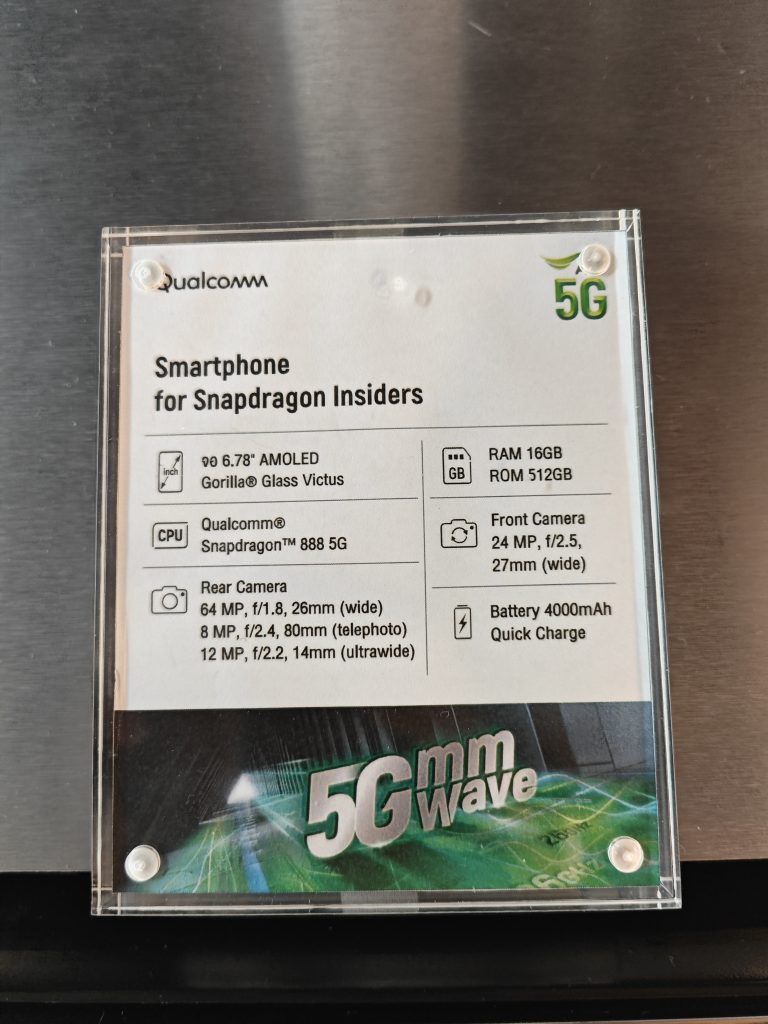 Qualcomm
5G
Smartphone
for Snapdragon Insiders
inch
จอ 6.78" AMOLED
Gorilla® Glass Victus
CPU
Qualcomm®
Snapdragon™ 888 5G
Rear Camera
64 MP, f/1.8, 26mm (wide)
8 MP, f/2.4, 80mm (telephoto)
12 MP, f/2.2, 14mm (ultrawide)
GB
RAM 16GB
ROM 512GB
Front Camera
24 MP, f/2.5,
27mm (wide)
Battery 4000mAh
Quick Charge
5G mm
Wave